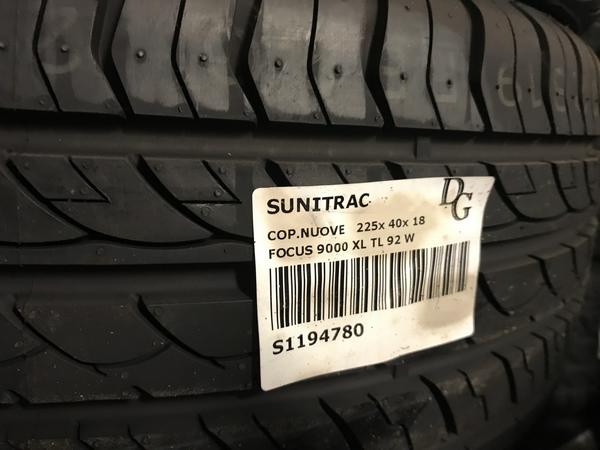 SUNITRAC
DG
COP.NUOVE 225x 40x 18
FOCUS 9000 XL TL 92 W
S1194780